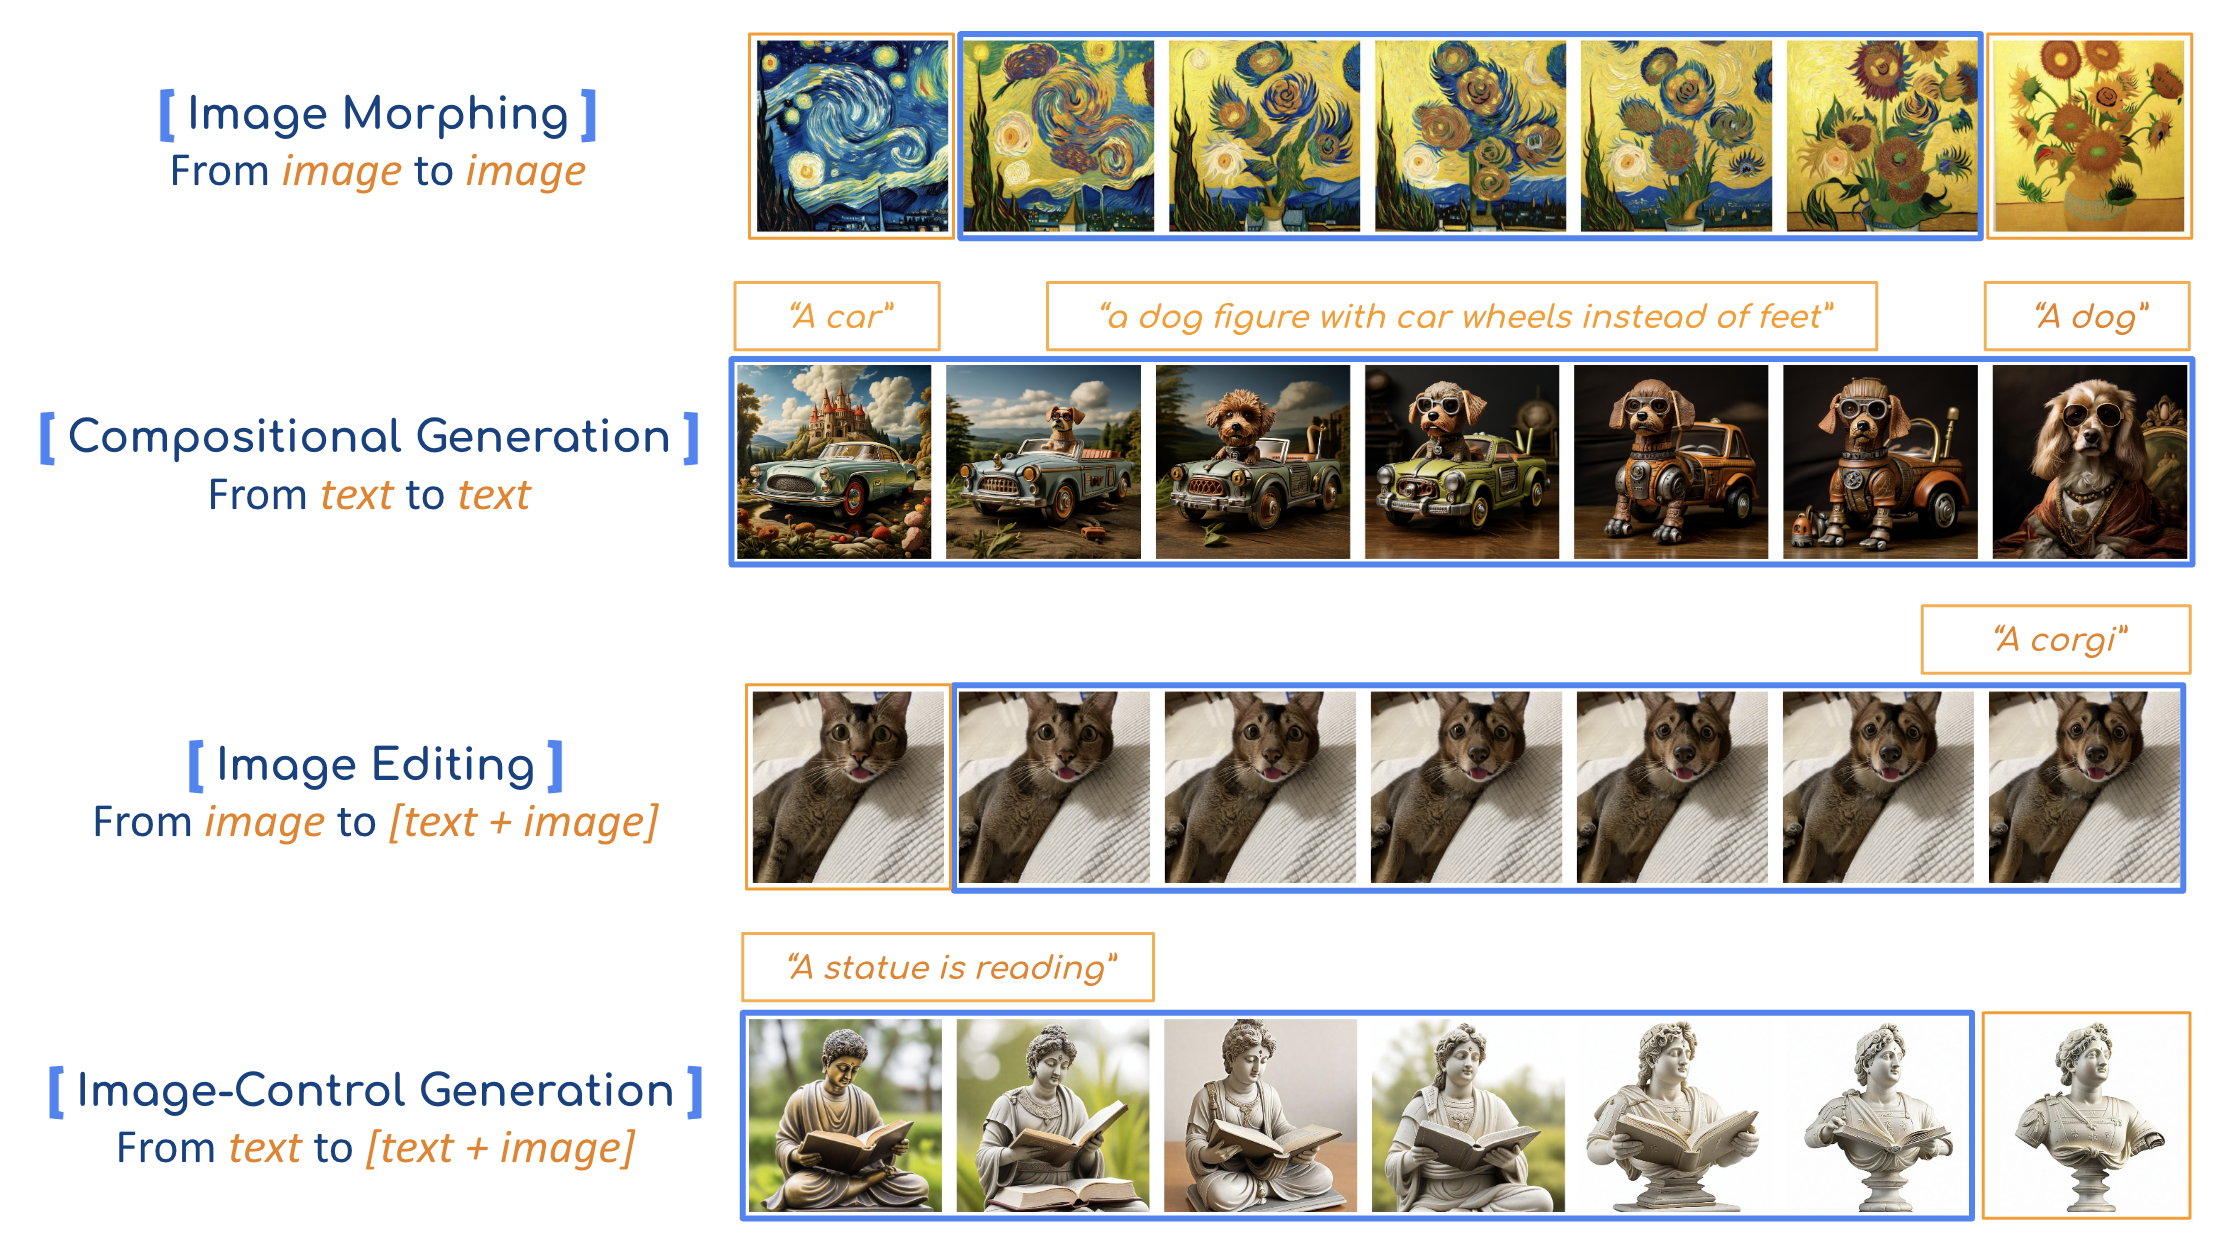 [ Image Morphing ]
From image to image
“A car”
“a dog figure with car wheels instead of feet”
“A dog”
[ Compositional Generation ]
From text to text
“A corgi”
[ Image Editing ]
From image to [text + image]
“A statue is reading”
[ Image-Control Generation ]
From text to [text + image]